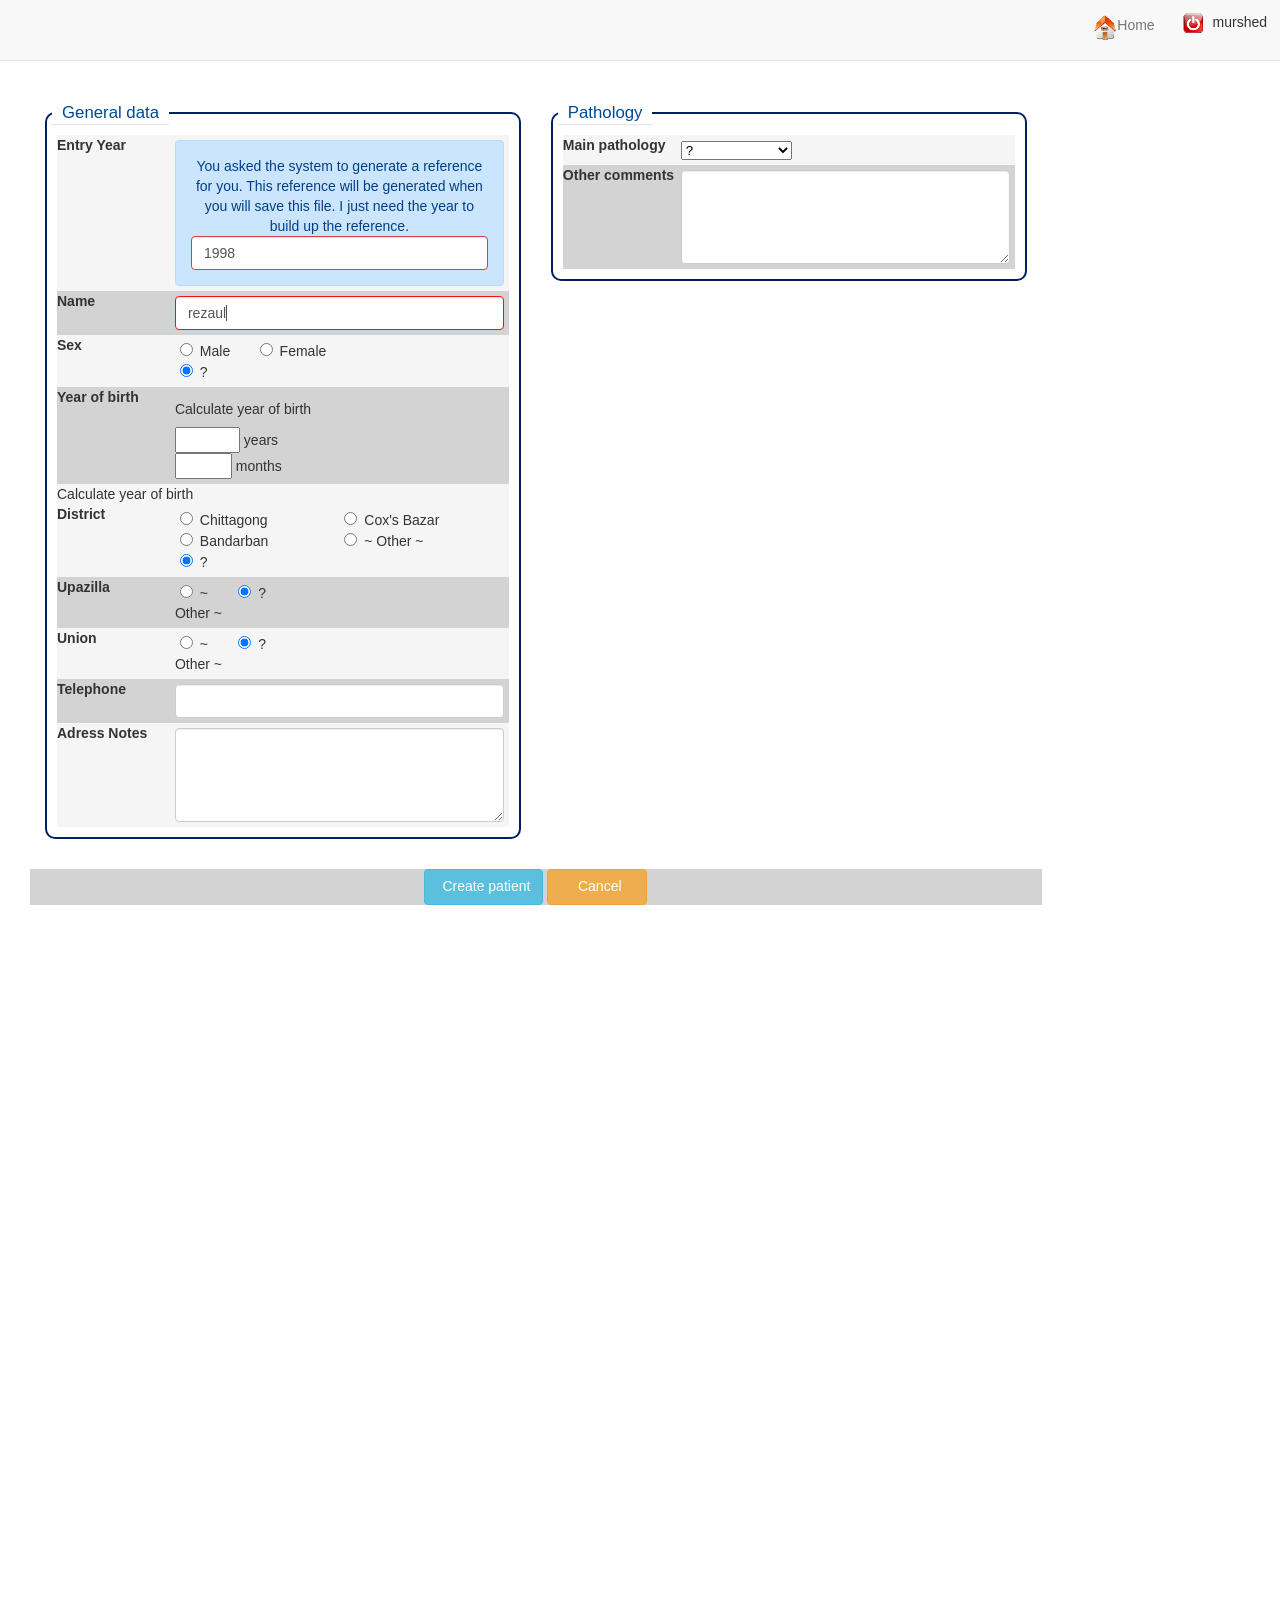 Home
murshed
General data
Entry Year
You asked the system to generate a reference
for you. This reference will be generated when
you will save this file. I just need the year to
build up the reference.
1998
Name
rezaul
Sex
Male Female
?
Year of birth
Calculate year of birth
years
months
Calculate year of birth
District
Chittagong Cox's Bazar
Bandarban ~ Other ~
?
Upazilla
~ ?
Other ~
Union
~ ?
Other ~
Telephone
Adress Notes
Pathology
Main pathology
?
Other comments
Create patient
Cancel